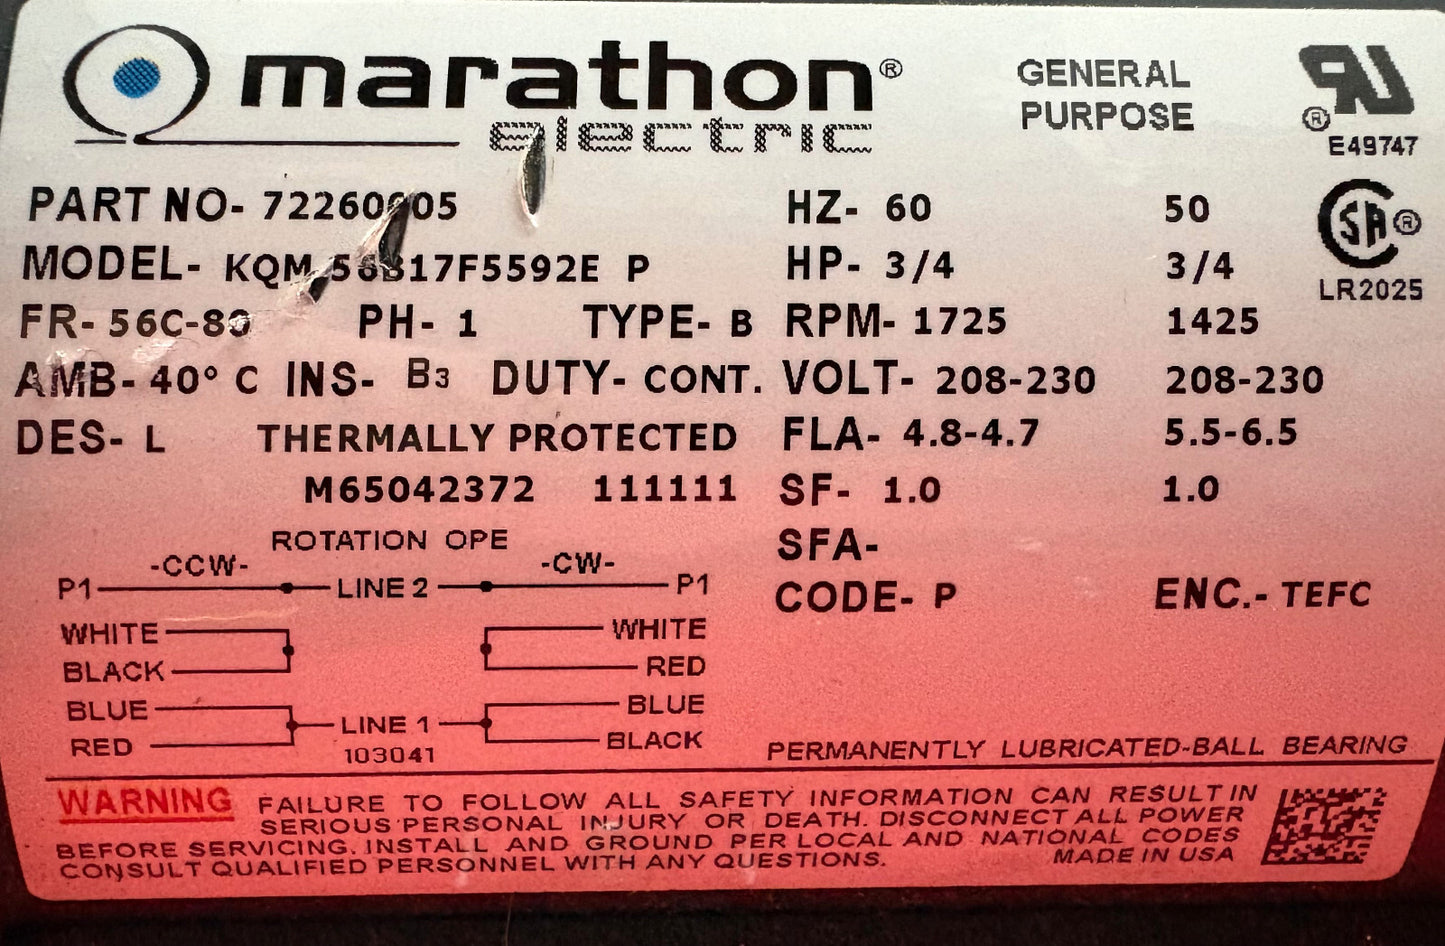 marathon®
electric
GENERAL
PURPOSE
®
E49747
PART NO- HZ- 60 50
MODEL- KQM P HP- 3/4 3/4
SA ®
LR2025
FR- PH- 1 TYPE- B RPM- 1725 1425
AMB- 40° C INS- B3 DUTY- CONT. VOLT- 208-230 208-230
DES- L THERMALLY PROTECTED FLA- 4.8-4.7 5.5-6.5
M65042372 111111 SF- 1.0 1.0
ROTATION OPE SFA-
-CCW- -CW-
P1 LINE 2 P1 CODE- P ENC.- TEFC
WHITE WHITE
BLACK RED
BLUE BLUE
RED LINE 1 BLACK
103041
PERMANENTLY LUBRICATED-BALL BEARING
WARNING FAILURE TO FOLLOW ALL SAFETY INFORMATION CAN RESULT IN
SERIOUS PERSONAL INJURY OR DEATH. DISCONNECT ALL POWER
BEFORE SERVICING. INSTALL AND GROUND PER LOCAL AND NATIONAL CODES
CONSULT QUALIFIED PERSONNEL WITH ANY QUESTIONS. MADE IN USA